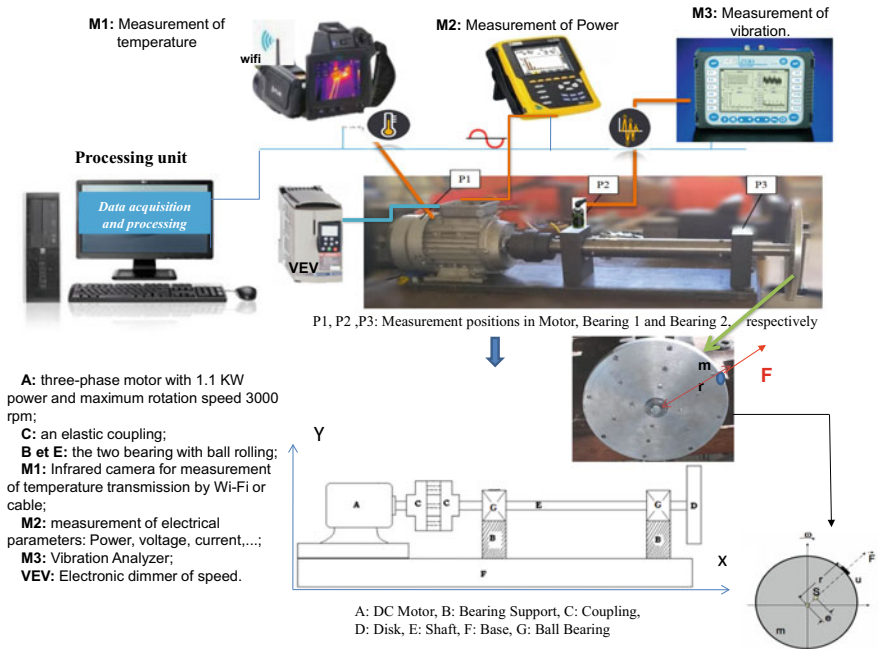 M1: Measurement of
temperature
M2: Measurement of Power
M3: Measurement of
vibration.
wifi
Processing unit
Data acquisition
and processing
VEV
P1
P2
P3
P1, P2 ,P3: Measurement positions in Motor, Bearing 1 and Bearing 2, respectively
m
r
F
A: three-phase motor with 1.1 KW
power and maximum rotation speed 3000
rpm;
C: an elastic coupling;
B et E: the two bearing with ball rolling;
M1: Infrared camera for measurement
of temperature transmission by Wi-Fi or
cable;
M2: measurement of electrical
parameters: Power, voltage, current,...;
M3: Vibration Analyzer;
VEV: Electronic dimmer of speed.
Y
A
C
C
G
E
G
D
B
B
F
X
A: DC Motor, B: Bearing Support, C: Coupling,
D: Disk, E: Shaft, F: Base, G: Ball Bearing
ω
F
r
u
S
e
m